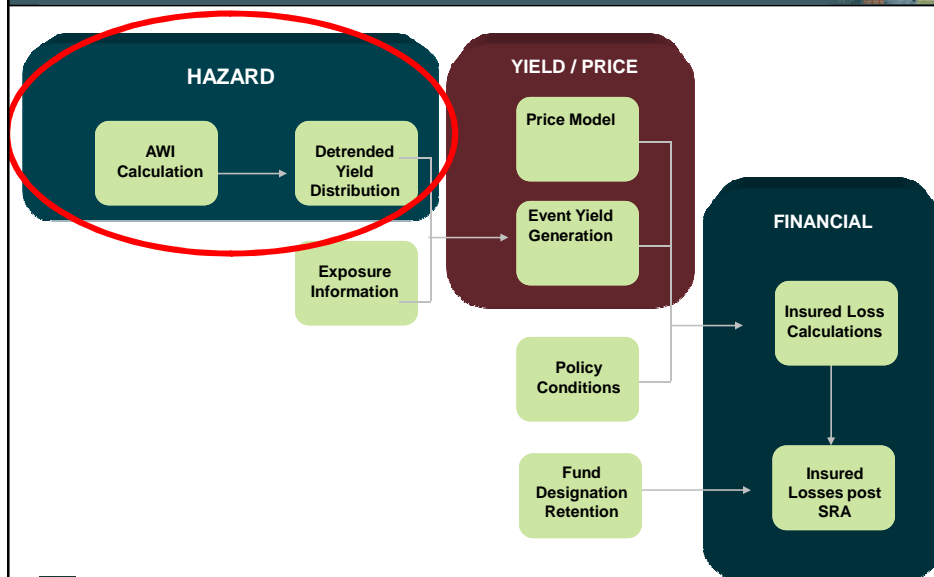 HAZARD
AWI
Calculation
Detrended
Yield
Distribution
Exposure
Information
YIELD / PRICE
Price Model
Event Yield
Generation
Policy
Conditions
Fund
Designation
Retention
FINANCIAL
Insured Loss
Calculations
Insured
Losses post
SRA